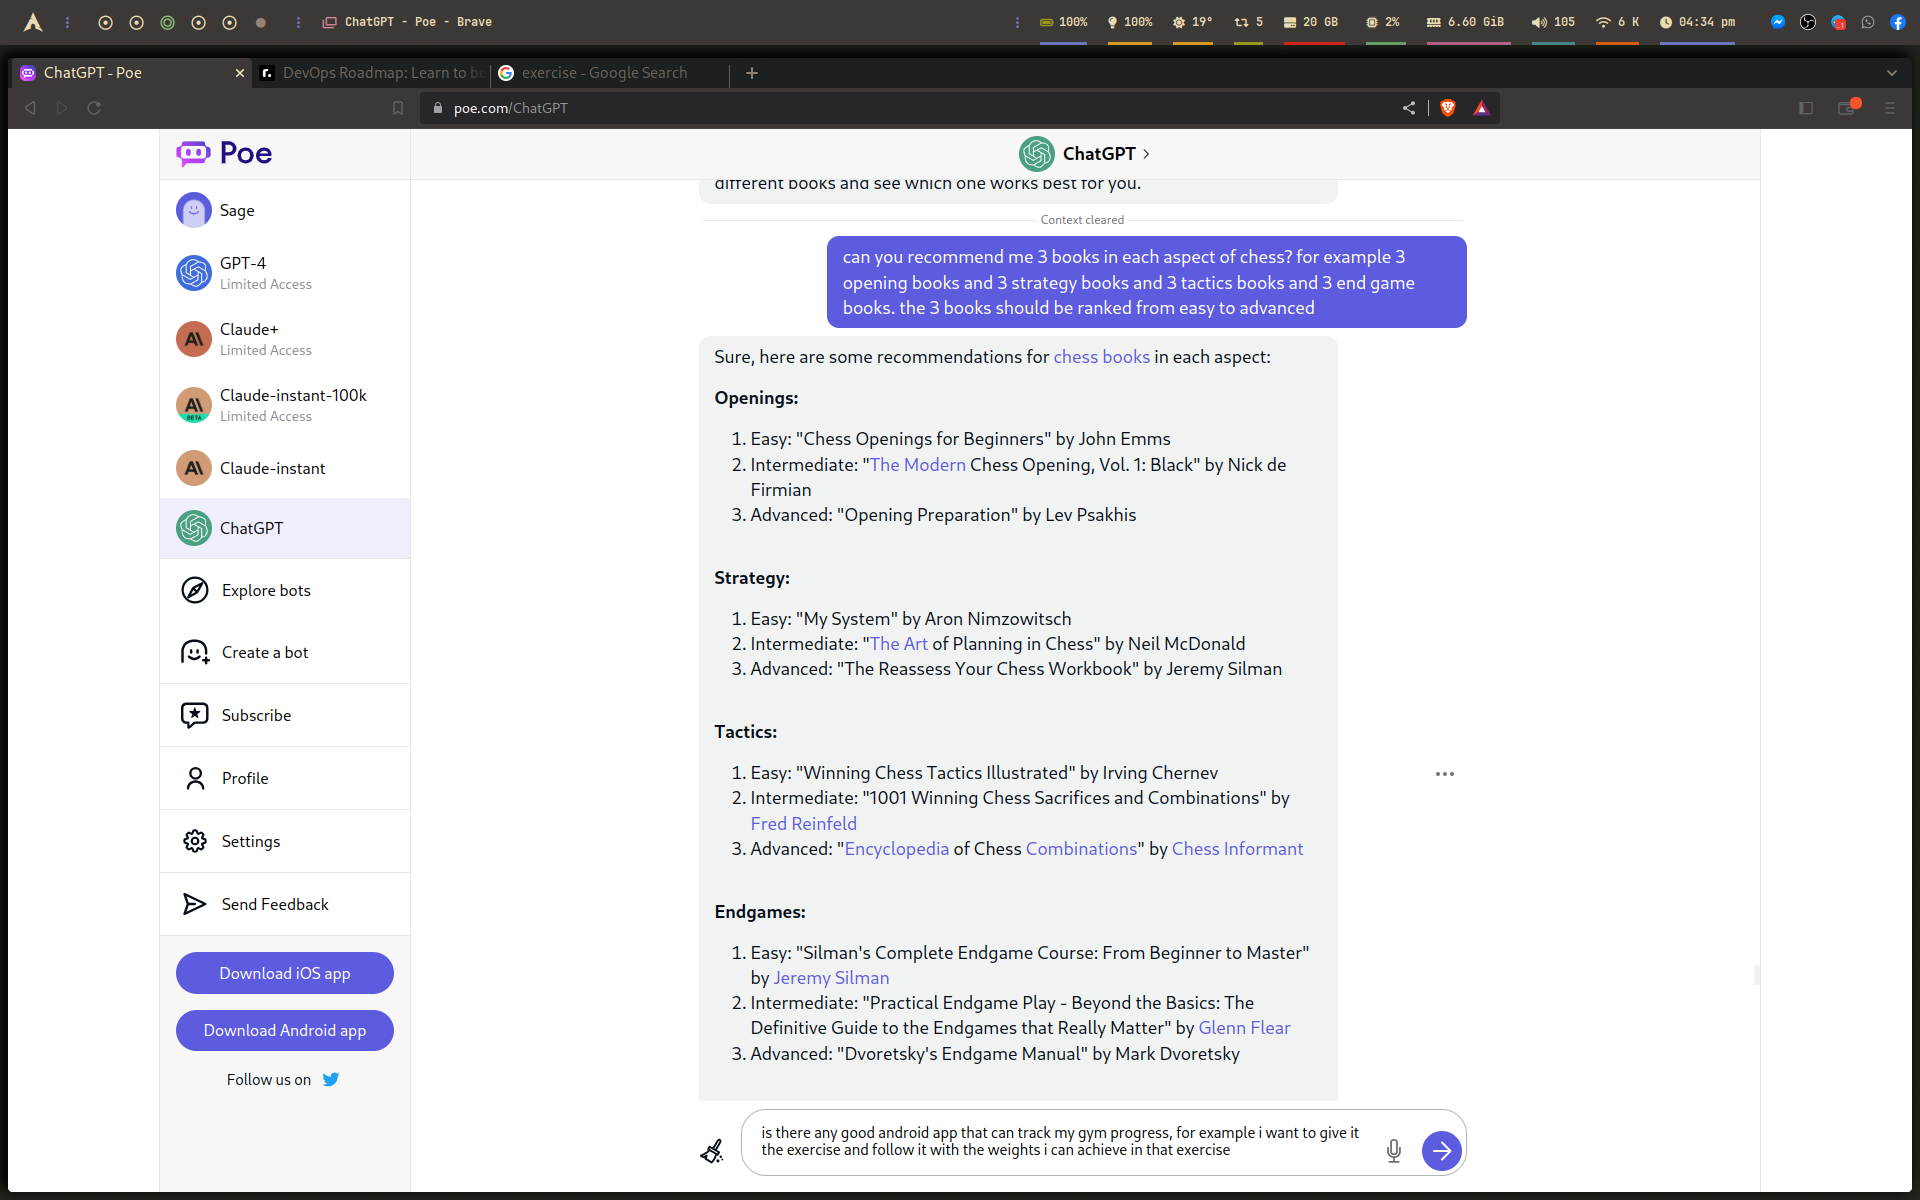 ChatGPT - Poe - Brave
100%
100%
19°
5
20 GB
2%
6.60 GiB
105
6 K
04:34 pm
ChatGPT - Poe
DevOps Roadmap: Learn to be
exercise - Google Search
poe.com/ChatGPT
Poe
ChatGPT
Sage
GPT-4
Limited Access
Claude+
Limited Access
Claude-instant-100k
Limited Access
BETA
Claude-instant
ChatGPT
Explore bots
Create a bot
Subscribe
Profile
Settings
Send Feedback
Download iOS app
Download Android app
Follow us on
different books and see which one works best for you.
Context cleared
can you recommend me 3 books in each aspect of chess? for example 3
opening books and 3 strategy books and 3 tactics books and 3 end game
books. the 3 books should be ranked from easy to advanced
Sure, here are some recommendations for chess books in each aspect:
Openings:
1. Easy: "Chess Openings for Beginners" by John Emms
2. Intermediate: "The Modern Chess Opening, Vol. 1: Black" by Nick de
Firmian
3. Advanced: "Opening Preparation" by Lev Psakhis
Strategy:
1. Easy: "My System" by Aron Nimzowitsch
2. Intermediate: "The Art of Planning in Chess" by Neil McDonald
3. Advanced: "The Reassess Your Chess Workbook" by Jeremy Silman
Tactics:
1. Easy: "Winning Chess Tactics Illustrated" by Irving Chernev
2. Intermediate: "1001 Winning Chess Sacrifices and Combinations" by
Fred Reinfeld
3. Advanced: "Encyclopedia of Chess Combinations" by Chess Informant
Endgames:
1. Easy: "Silman's Complete Endgame Course: From Beginner to Master"
by Jeremy Silman
2. Intermediate: "Practical Endgame Play - Beyond the Basics: The
Definitive Guide to the Endgames that Really Matter" by Glenn Flear
3. Advanced: "Dvoretsky's Endgame Manual" by Mark Dvoretsky
is there any good android app that can track my gym progress, for example i want to give it
the exercise and follow it with the weights i can achieve in that exercise